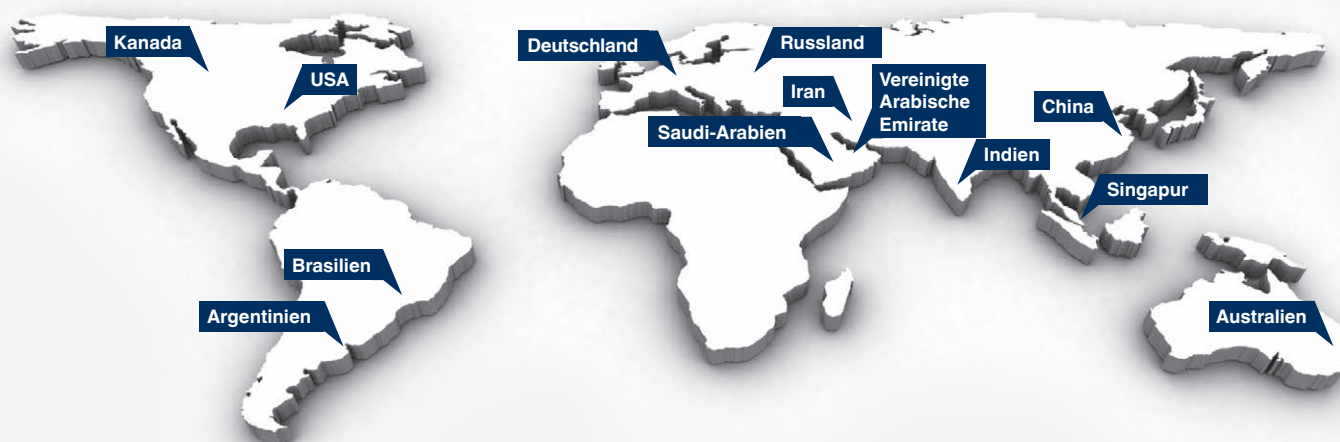 Kanada
USA
Deutschland
Russland
Iran
Vereinigte
Arabische
Emirate
China
Saudi-Arabien
Indien
Singapur
Brasilien
Argentinien
Australien